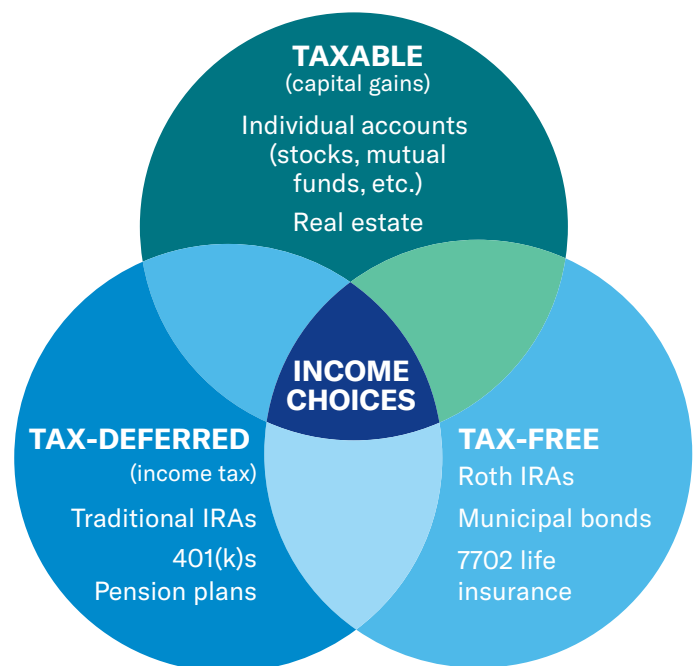 TAXABLE
(capital gains)
Individual accounts
(stocks, mutual
funds, etc.)
Real estate
INCOME
CHOICES
TAX-DEFERRED
(income tax)
Traditional IRAs
401(k)s
Pension plans
TAX-FREE
Roth IRAs
Municipal bonds
7702 life
insurance